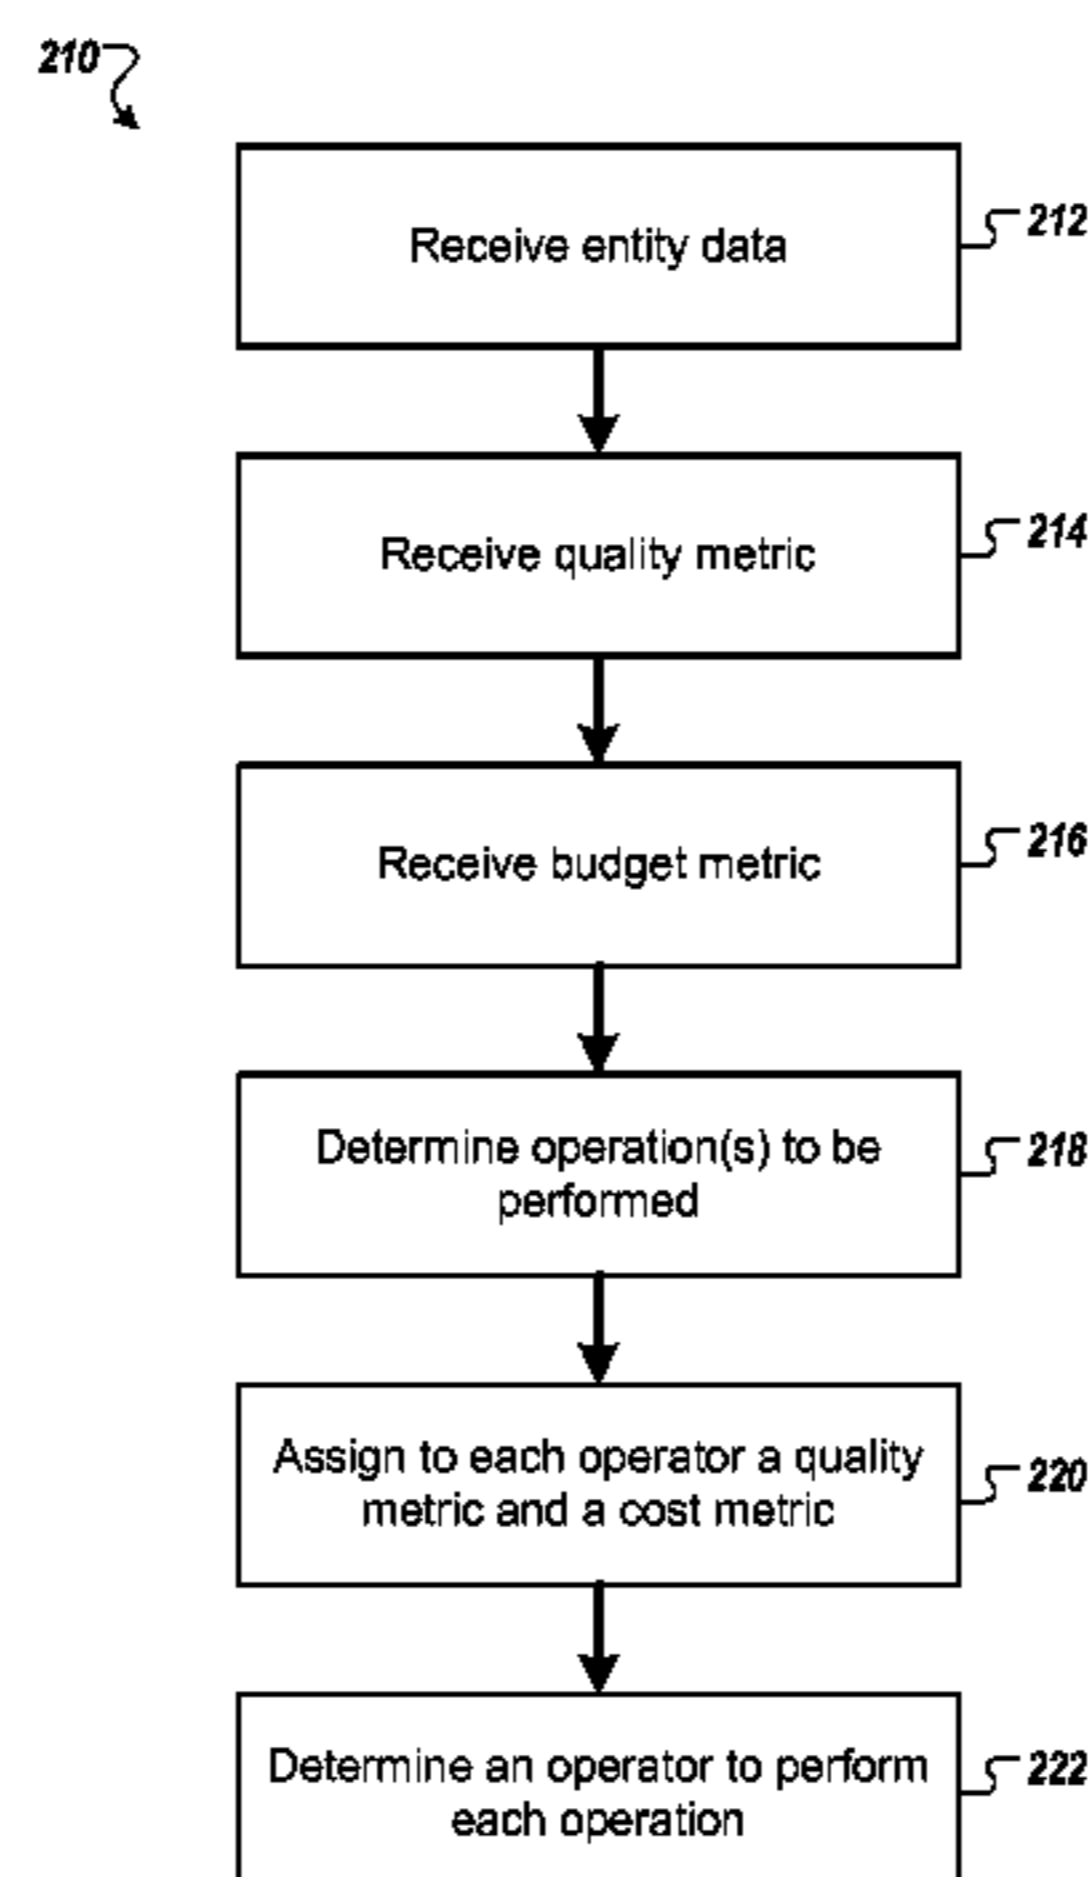 210
Receive entity data
212
Receive quality metric
214
Receive budget metric
216
Determine operation(s) to be
performed
218
Assign to each operator a quality
metric and a cost metric
220
Determine an operator to perform
each operation
222